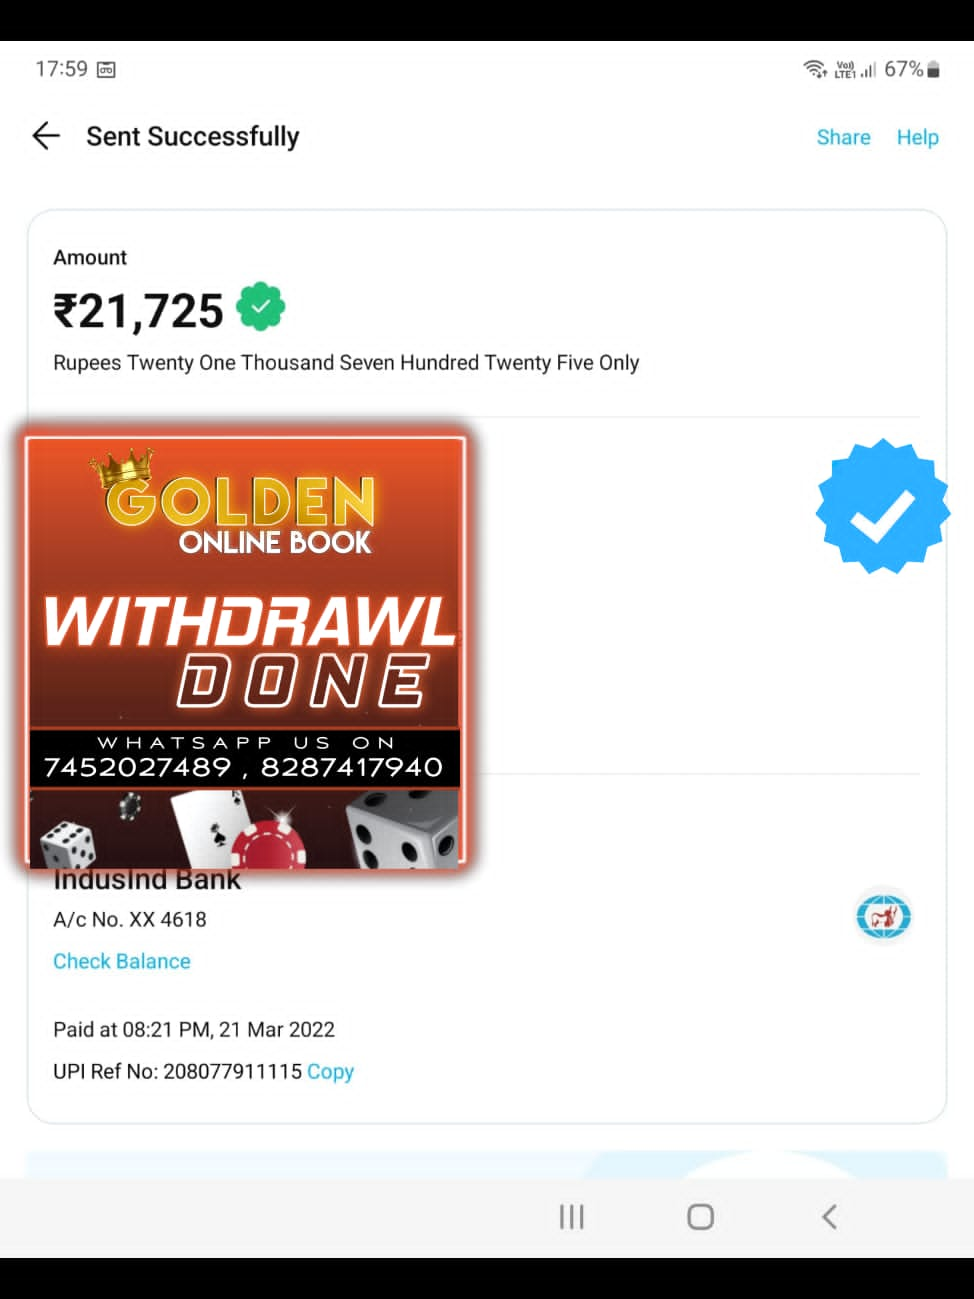 17:59
Vo)) LTE1 67%
Sent Successfully
Share Help
Amount
₹21,725
Rupees Twenty One Thousand Seven Hundred Twenty Five Only
GOLDEN
ONLINE BOOK
WITHDRAWL
DONE
WHATSAPP US ON
7452027489 , 8287417940
IndusInd Bank
A/c No. XX 4618
Check Balance
Paid at 08:21 PM, 21 Mar 2022
UPI Ref No: 208077911115 Copy